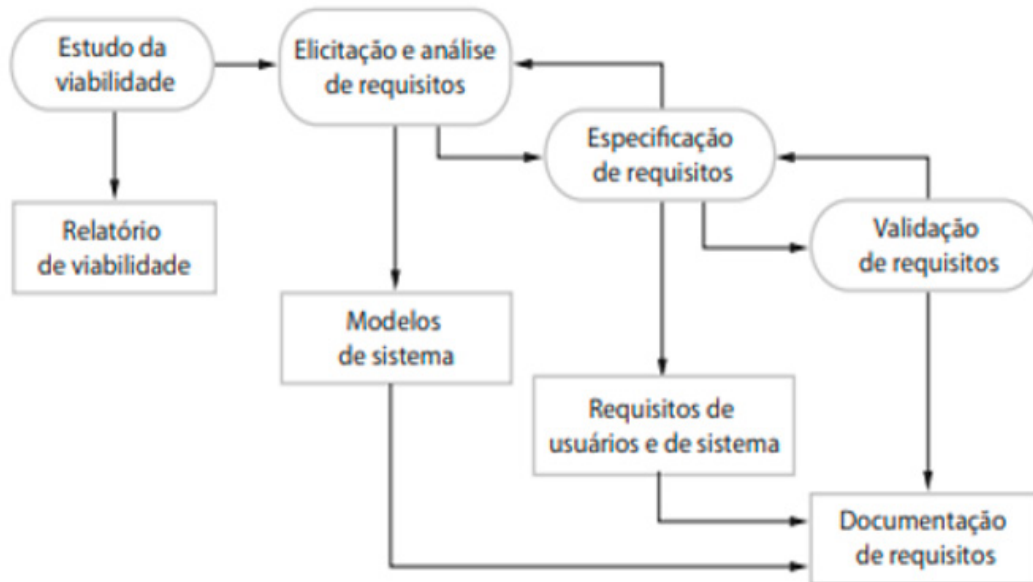 Estudo da
viabilidade
Elicitação e análise
de requisitos
Especificação
de requisitos
Validação
de requisitos
Relatório
de viabilidade
Modelos
de sistema
Requisitos de
usuários e de sistema
Documentação
de requisitos